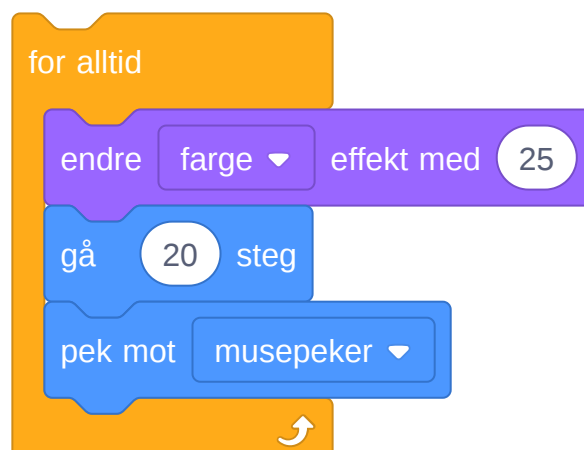 for alltid
endre farge effekt med 25
gå 20 steg
pek mot musepeker